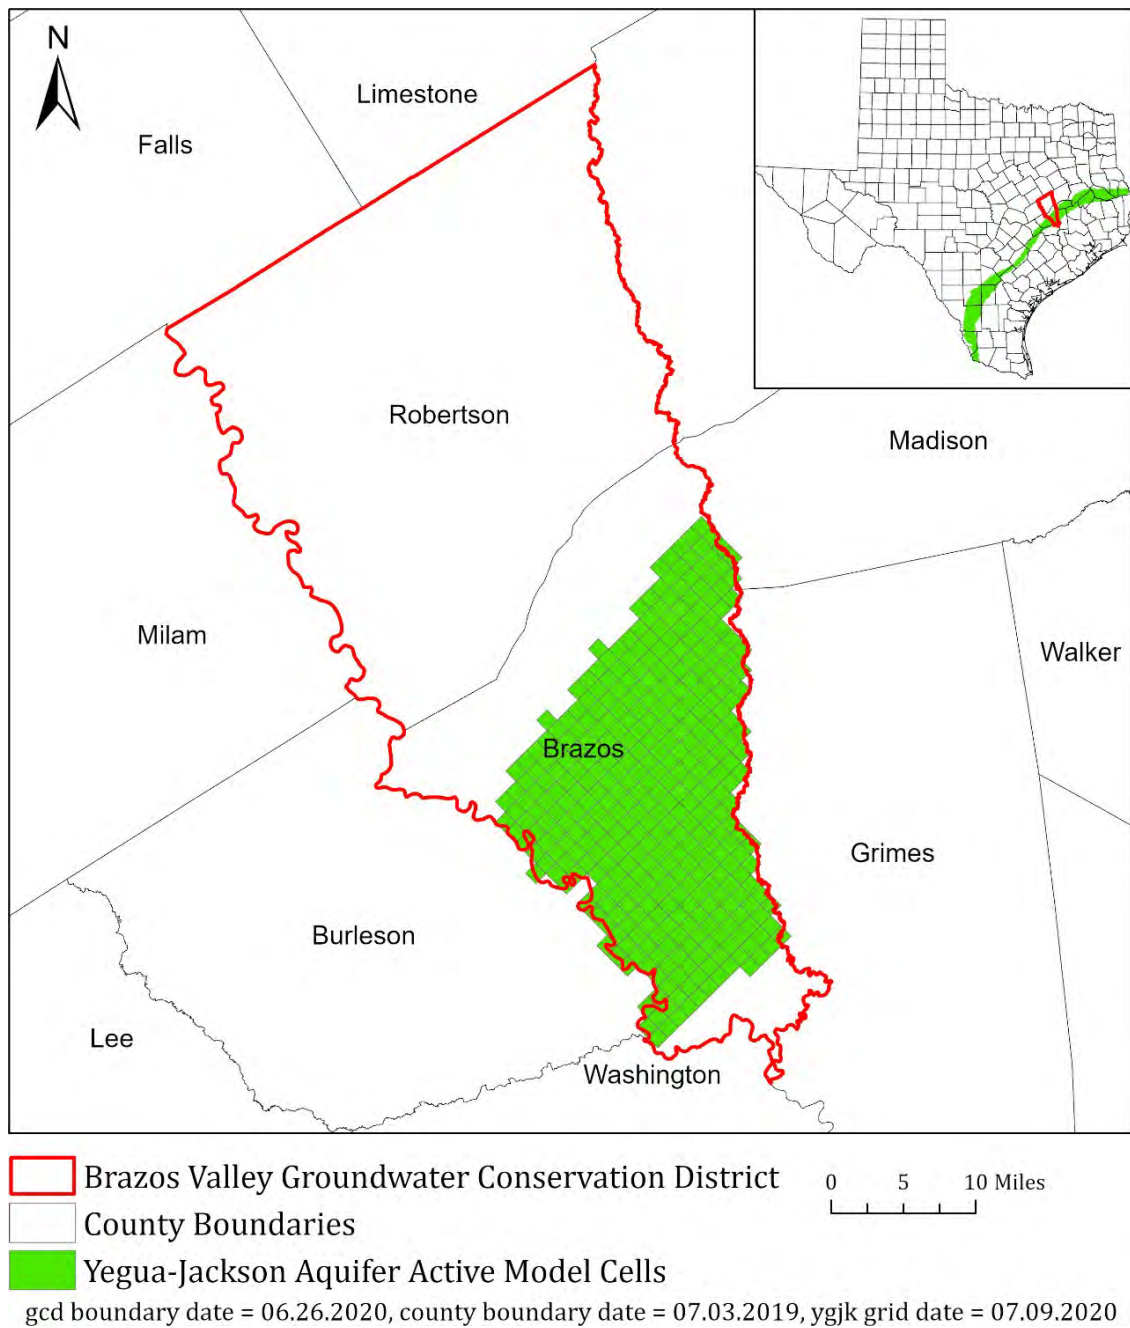 N
Limestone
Falls
Robertson
Madison
Milam
Walker
Brazos
Grimes
Burleson
Lee
Washington
Brazos Valley Groundwater Conservation District
0 5 10 Miles
County Boundaries
Yegua-Jackson Aquifer Active Model Cells
gcd boundary date = 06.26.2020, county boundary date = 07.03.2019, ygjk grid date = 07.09.2020